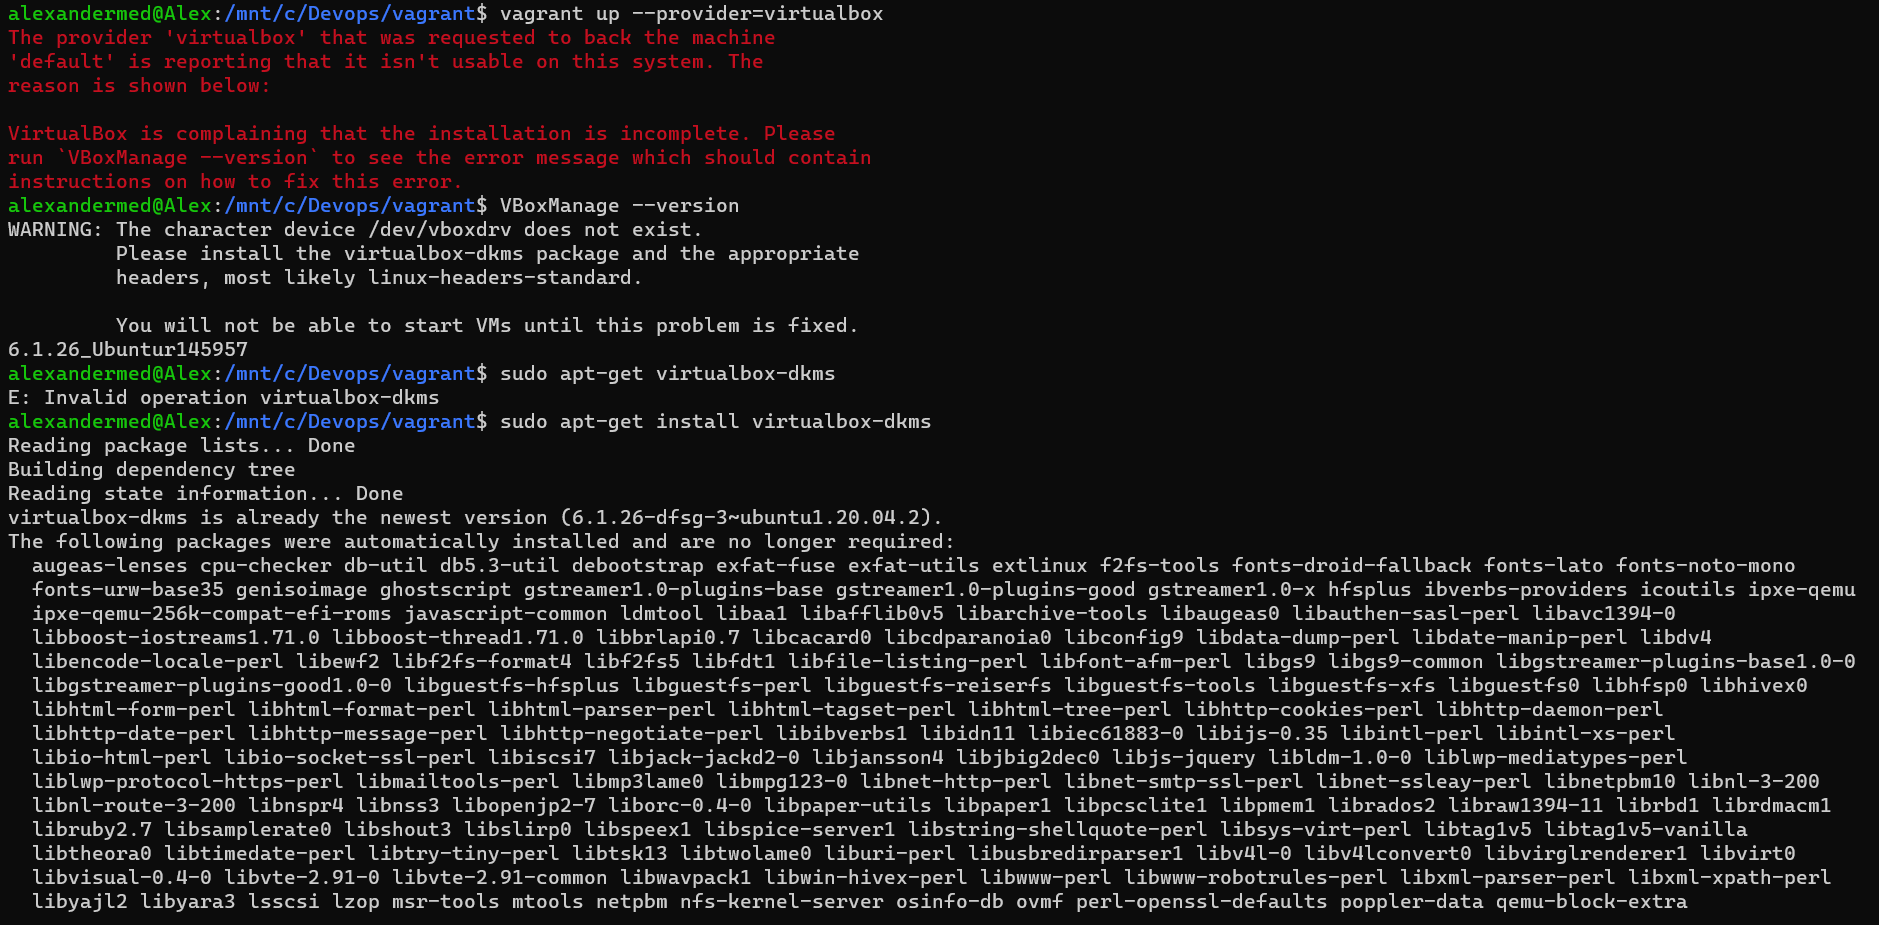 alexandermed@Alex:/mnt/c/Devops/vagrant$ vagrant up --provider=virtualbox
The provider 'virtualbox' that was requested to back the machine
'default' is reporting that it isn't usable on this system. The
reason is shown below:
VirtualBox is complaining that the installation is incomplete. Please
run `VBoxManage --version` to see the error message which should contain
instructions on how to fix this error.
alexandermed@Alex:/mnt/c/Devops/vagrant$ VBoxManage --version
WARNING: The character device /dev/vboxdrv does not exist.
Please install the virtualbox-dkms package and the appropriate
headers, most likely linux-headers-standard.
You will not be able to start VMs until this problem is fixed.
6.1.26_Ubuntur145957
alexandermed@Alex:/mnt/c/Devops/vagrant$ sudo apt-get virtualbox-dkms
E: Invalid operation virtualbox-dkms
alexandermed@Alex:/mnt/c/Devops/vagrant$ sudo apt-get install virtualbox-dkms
Reading package lists... Done
Building dependency tree
Reading state information... Done
virtualbox-dkms is already the newest version (6.1.26-dfsg-3~ubuntu1.20.04.2).
The following packages were automatically installed and are no longer required:
augeas-lenses cpu-checker db-util db5.3-util debootstrap exfat-fuse exfat-utils extlinux f2fs-tools fonts-droid-fallback fonts-lato fonts-noto-mono
fonts-urw-base35 genisoimage ghostscript gstreamer1.0-plugins-base gstreamer1.0-plugins-good gstreamer1.0-x hfsplus ibverbs-providers icoutils ipxe-qemu
ipxe-qemu-256k-compat-efi-roms javascript-common ldmtool libaa1 libafflib0v5 libarchive-tools libaugeas0 libauthen-sasl-perl libavc1394-0
libboost-iostreams1.71.0 libboost-thread1.71.0 libbrlapi0.7 libcacard0 libcdparanoia0 libconfig9 libdata-dump-perl libdate-manip-perl libdv4
libencode-locale-perl libewf2 libf2fs-format4 libf2fs5 libfdt1 libfile-listing-perl libfont-afm-perl libgs9 libgs9-common libgstreamer-plugins-base1.0-0
libgstreamer-plugins-good1.0-0 libguestfs-hfsplus libguestfs-perl libguestfs-reiserfs libguestfs-tools libguestfs-xfs libguestfs0 libhfsp0 libhivex0
libhtml-form-perl libhtml-format-perl libhtml-parser-perl libhtml-tagset-perl libhtml-tree-perl libhttp-cookies-perl libhttp-daemon-perl
libhttp-date-perl libhttp-message-perl libhttp-negotiate-perl libibverbs1 libidn11 libiec61883-0 libijs-0.35 libintl-perl libintl-xs-perl
libio-html-perl libio-socket-ssl-perl libiscsi7 libjack-jackd2-0 libjansson4 libjbig2dec0 libjs-jquery libldm-1.0-0 liblwp-mediatypes-perl
liblwp-protocol-https-perl libmailtools-perl libmp3lame0 libmpg123-0 libnet-http-perl libnet-smtp-ssl-perl libnet-ssleay-perl libnetpbm10 libnl-3-200
libnl-route-3-200 libnspr4 libnss3 libopenjp2-7 liborc-0.4-0 libpaper-utils libpaper1 libpcsclite1 libpmem1 librados2 libraw1394-11 librbd1 librdmacm1
libruby2.7 libsamplerate0 libshout3 libslirp0 libspeex1 libspice-server1 libstring-shellquote-perl libsys-virt-perl libtag1v5 libtag1v5-vanilla
libtheora0 libtimedate-perl libtry-tiny-perl libtsk13 libtwolame0 liburi-perl libusbredirparser1 libv4l-0 libv4lconvert0 libvirglrenderer1 libvirt0
libvisual-0.4-0 libvte-2.91-0 libvte-2.91-common libwavpack1 libwin-hivex-perl libwww-perl libwww-robotrules-perl libxml-parser-perl libxml-xpath-perl
libyajl2 libyara3 lsscsi lzop msr-tools mtools netpbm nfs-kernel-server osinfo-db ovmf perl-openssl-defaults poppler-data qemu-block-extra